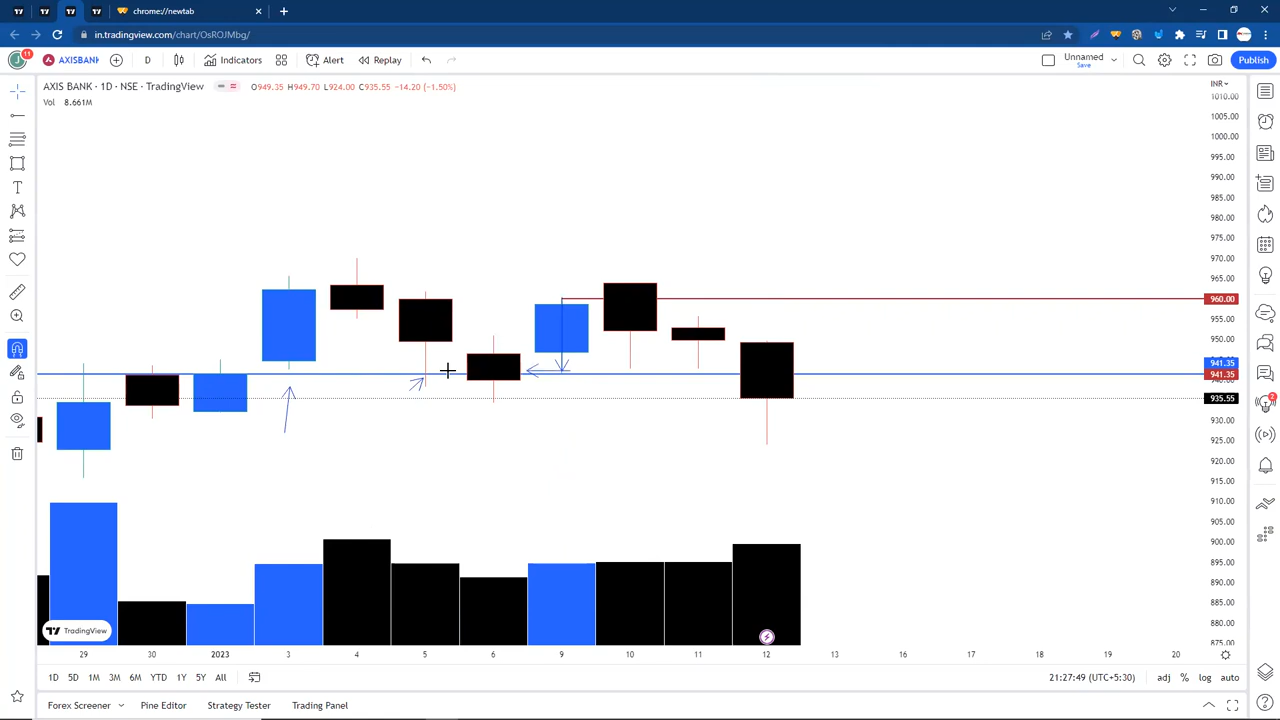 chrome://newtab
in.tradingview.com/chart/OsROJMbg/
11
AXISBANK
D
Indicators
Alert
Replay
Unnamed
Save
Publish
AXIS BANK · 1D · NSE · TradingView
O949.35 H949.70 L924.00 C935.55 −14.20 (−1.50%)
Vol 8.661M
INR
1010.00
1005.00
1000.00
995.00
990.00
985.00
980.00
975.00
970.00
965.00
960.00
955.00
950.00
941.35
941.35
940.00
935.55
930.00
925.00
920.00
915.00
910.00
905.00
900.00
895.00
890.00
885.00
880.00
875.00
2
TradingView
29 30 2023 3 4 5 6 9 10 11 12 13 16 17 18 19 20
1D 5D 1M 3M 6M YTD 1Y 5Y All
21:27:49 (UTC+5:30) adj % log auto
Forex Screener Pine Editor Strategy Tester Trading Panel